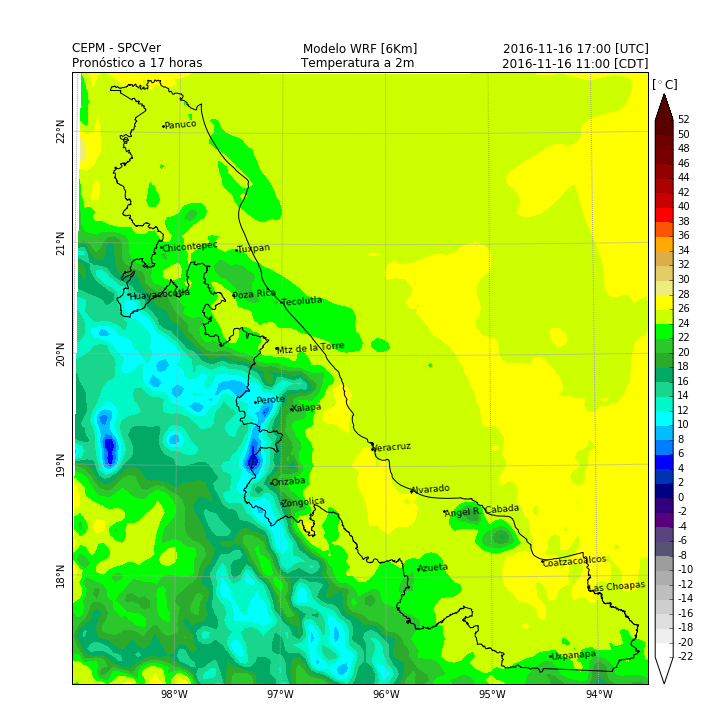 CEPM - SPCVer Modelo WRF [6Km] 2016-11-16 17:00 [UTC]
Pronóstico a 17 horas Temperatura a 2m 2016-11-16 11:00 [CDT]
[°C]
52
50
48
46
44
42
40
38
36
34
32
30
28
26
24
22
20
18
16
14
12
10
8
6
4
2
0
-2
-4
-6
-8
-10
-12
-14
-16
-18
-20
-22
22°N
21°N
20°N
19°N
18°N
Panuco
Chicontepec
Tuxpan
Huayacocotla
Poza Rica
Tecolutla
Mtz de la Torre
Perote
Xalapa
Veracruz
Orizaba
Alvarado
Zongolica
Angel R. Cabada
Azueta
Coatzacoalcos
Las Choapas
Uxpanapa
98°W 97°W 96°W 95°W 94°W